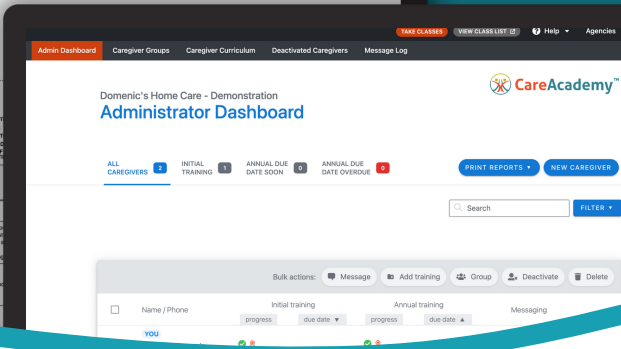 TAKE CLASSES VIEW CLASS LIST Help Agencies
Admin Dashboard Caregiver Groups Caregiver Curriculum Deactivated Caregivers Message Log
CareAcademy™
Domenic's Home Care - Demonstration
Administrator Dashboard
ALL CAREGIVERS 2
INITIAL TRAINING 1
ANNUAL DUE DATE SOON 0
ANNUAL DUE DATE OVERDUE 0
PRINT REPORTS NEW CAREGIVER
Search FILTER
Bulk actions: Message Add training Group Deactivate Delete
Name / Phone Initial training Annual training Messaging
progress due date progress due date
YOU